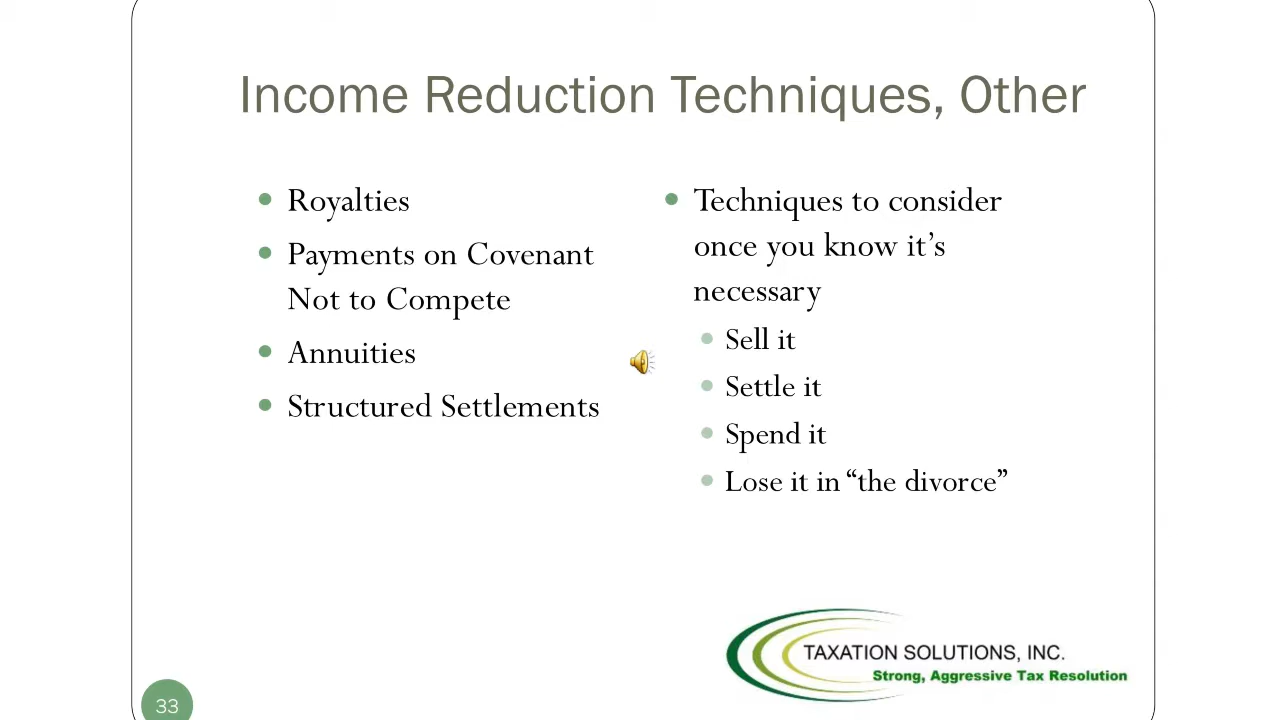 Income Reduction Techniques, Other
Royalties
Payments on Covenant
Not to Compete
Annuities
Structured Settlements
Techniques to consider
once you know it’s
necessary
Sell it
Settle it
Spend it
Lose it in “the divorce”
TAXATION SOLUTIONS, INC.
Strong, Aggressive Tax Resolution
33